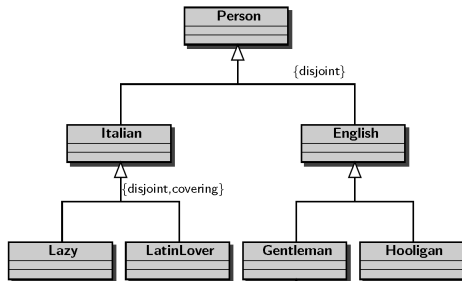 Person
{disjoint}
Italian English
{disjoint,covering}
Lazy LatinLover Gentleman Hooligan